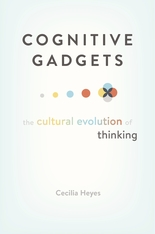 COGNITIVE
GADGETS
the cultural evolution of
thinking
Cecilia Heyes